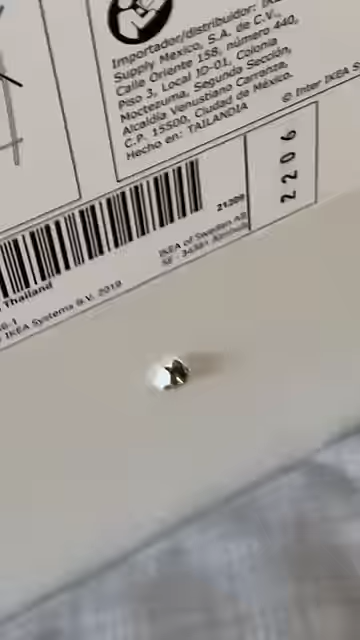 Importador/distribuidor:
Supply Mexico, S.A. de C.V.,
Calle Oriente 158, número 440,
Piso 3, Local JD-01, Colonia
Moctezuma, Segunda Sección,
Alcaldía Venustiano Carranza,
C.P. 15500, Ciudad de México.
Hecho en: TAILANDIA
© Inter IKEA S
2206
IKEA of Sweden AB
SE - 34381
Thailand
IKEA Systems B.V. 2019